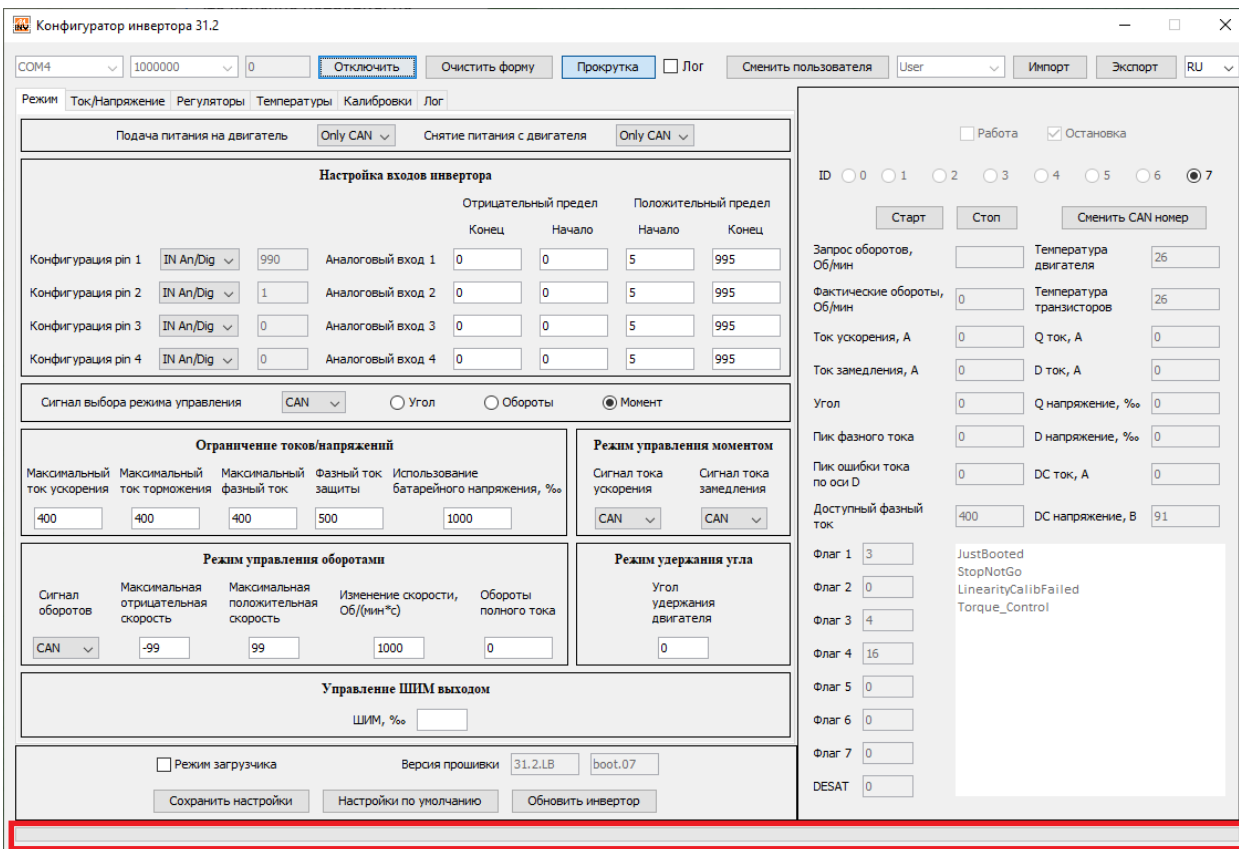 Конфигуратор инвертора 31.2
COM4 1000000 0 Отключить Очистить форму Прокрутка Лог Сменить пользователя User Импорт Экспорт RU
Режим Ток/Напряжение Регуляторы Температуры Калибровки Лог
Подача питания на двигатель Only CAN Снятие питания с двигателя Only CAN
Настройка входов инвертора
Отрицательный предел Положительный предел
Конец Начало Начало Конец
Конфигурация pin 1 IN An/Dig 990 Аналоговый вход 1 0 0 5 995
Конфигурация pin 2 IN An/Dig 1 Аналоговый вход 2 0 0 5 995
Конфигурация pin 3 IN An/Dig 0 Аналоговый вход 3 0 0 5 995
Конфигурация pin 4 IN An/Dig 0 Аналоговый вход 4 0 0 5 995
Сигнал выбора режима управления CAN Угол Обороты Момент
Ограничение токов/напряжений
Максимальный Максимальный Максимальный Фазный ток Использование
ток ускорения ток торможения фазный ток защиты батарейного напряжения, ‰
400 400 400 500 1000
Режим управления моментом
Сигнал тока Сигнал тока
ускорения замедления
CAN CAN
Режим управления оборотами
Сигнал
оборотов
Максимальная
отрицательная
скорость
Максимальная
положительная
скорость
Изменение скорости,
Об/(мин*с)
Обороты
полного тока
CAN -99 99 1000 0
Режим удержания угла
Угол
удержания
двигателя
0
Управление ШИМ выходом
ШИМ, ‰
Режим загрузчика Версия прошивки 31.2.LB boot.07
Сохранить настройки Настройки по умолчанию Обновить инвертор
Работа Остановка
ID 0 1 2 3 4 5 6 7
Старт Стоп Сменить CAN номер
Запрос оборотов,
Об/мин
Температура
двигателя
26
Фактические обороты,
Об/мин
0
Температура
транзисторов
26
Ток ускорения, А 0 Q ток, А 0
Ток замедления, А 0 D ток, А 0
Угол 0 Q напряжение, ‰ 0
Пик фазного тока 0 D напряжение, ‰ 0
Пик ошибки тока
по оси D
0 DC ток, А 0
Доступный фазный
ток
400 DC напряжение, В 91
Флаг 1 3
Флаг 2 0
Флаг 3 4
Флаг 4 16
Флаг 5 0
Флаг 6 0
Флаг 7 0
DESAT 0
JustBooted
StopNotGo
LinearityCalibFailed
Torque_Control